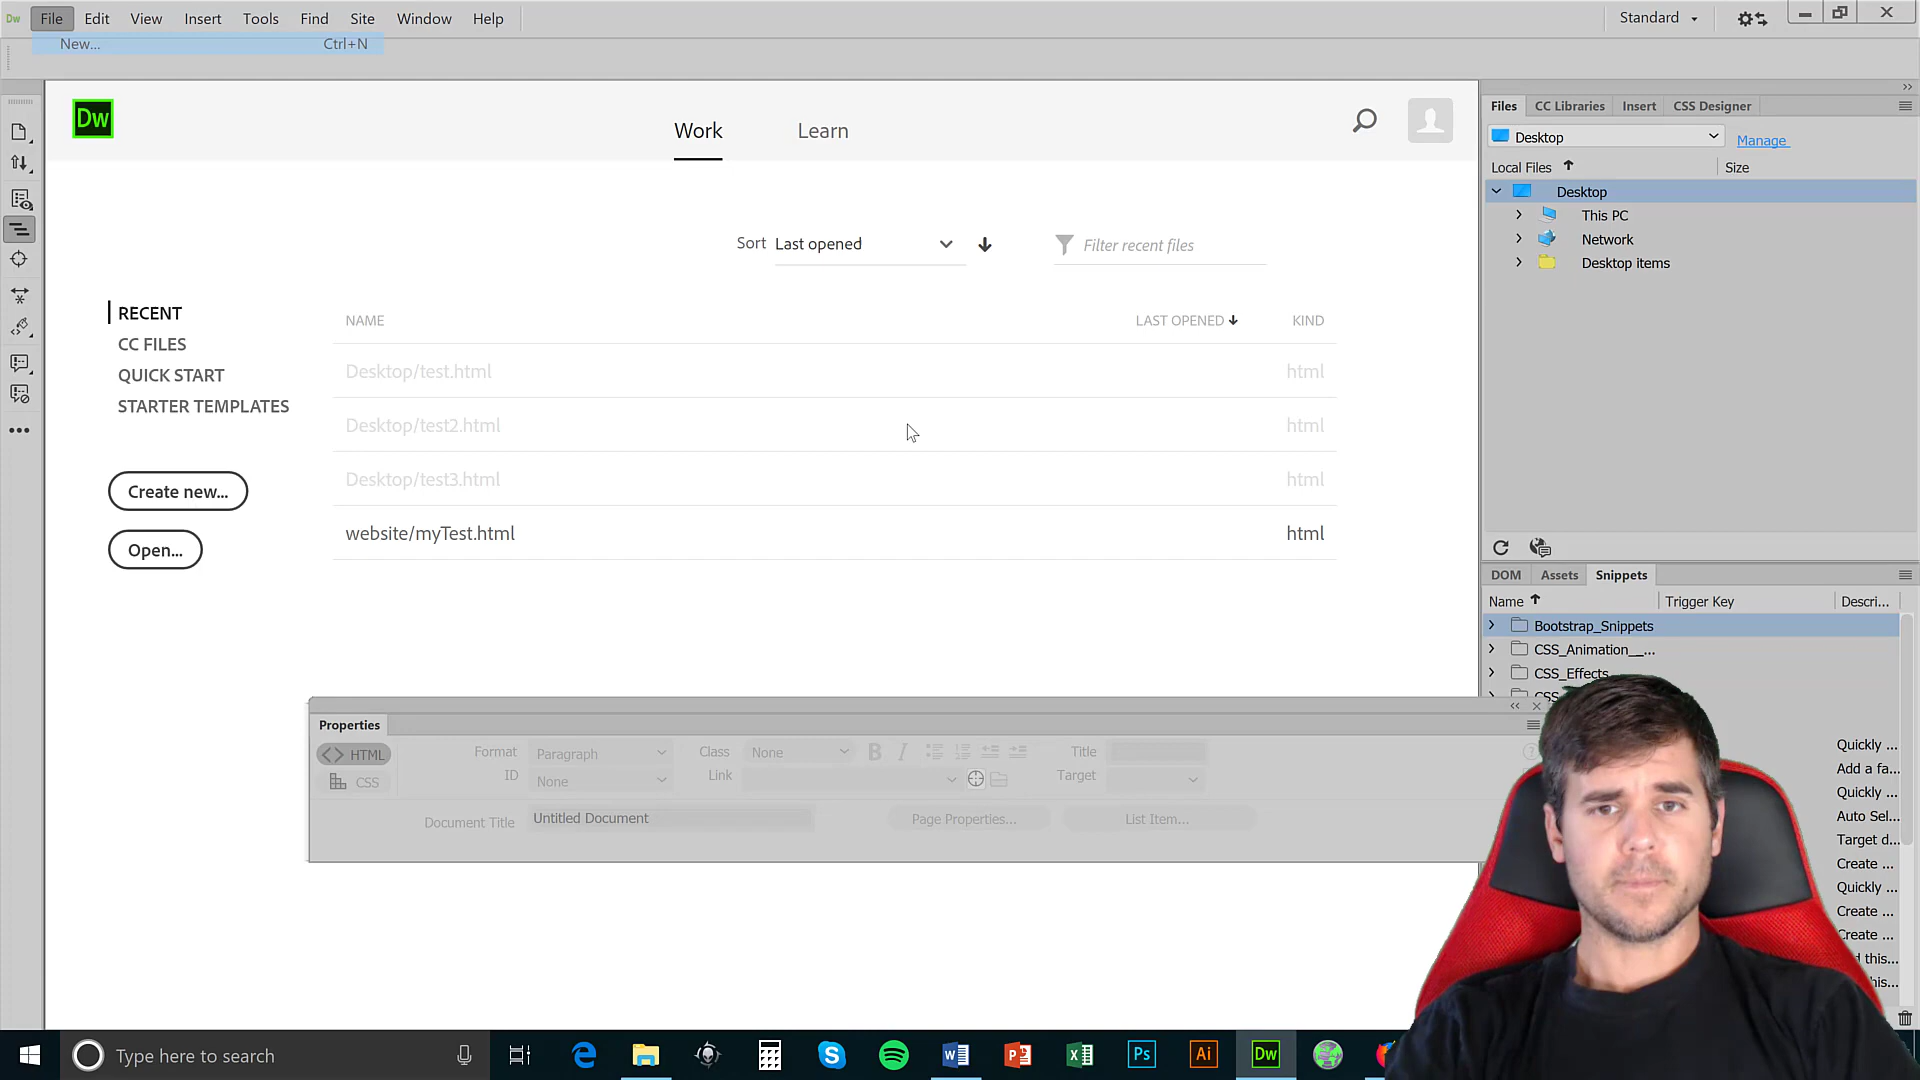 Dw File Edit View Insert Tools Find Site Window Help Standard
New... Ctrl+N
Dw Work Learn
Sort Last opened Filter recent files
RECENT
CC FILES
QUICK START
STARTER TEMPLATES
Create new...
Open...
NAME LAST OPENED KIND
Desktop/test.html html
Desktop/test2.html html
Desktop/test3.html html
website/myTest.html html
Files CC Libraries Insert CSS Designer
Desktop Manage
Local Files Size
Desktop
This PC
Network
Desktop items
DOM Assets Snippets
Name Trigger Key Descri...
Bootstrap_Snippets
CSS_Animation__...
CSS_Effects
Quickly ...
Add a fa...
Quickly ...
Auto Sel...
Target d...
Create ...
Quickly ...
Create ...
Create ...
this...
his...
Properties
HTML Format Paragraph Class None B I Title
CSS ID None Link Target
Document Title Untitled Document Page Properties... List Item...
Type here to search Ps Ai Dw